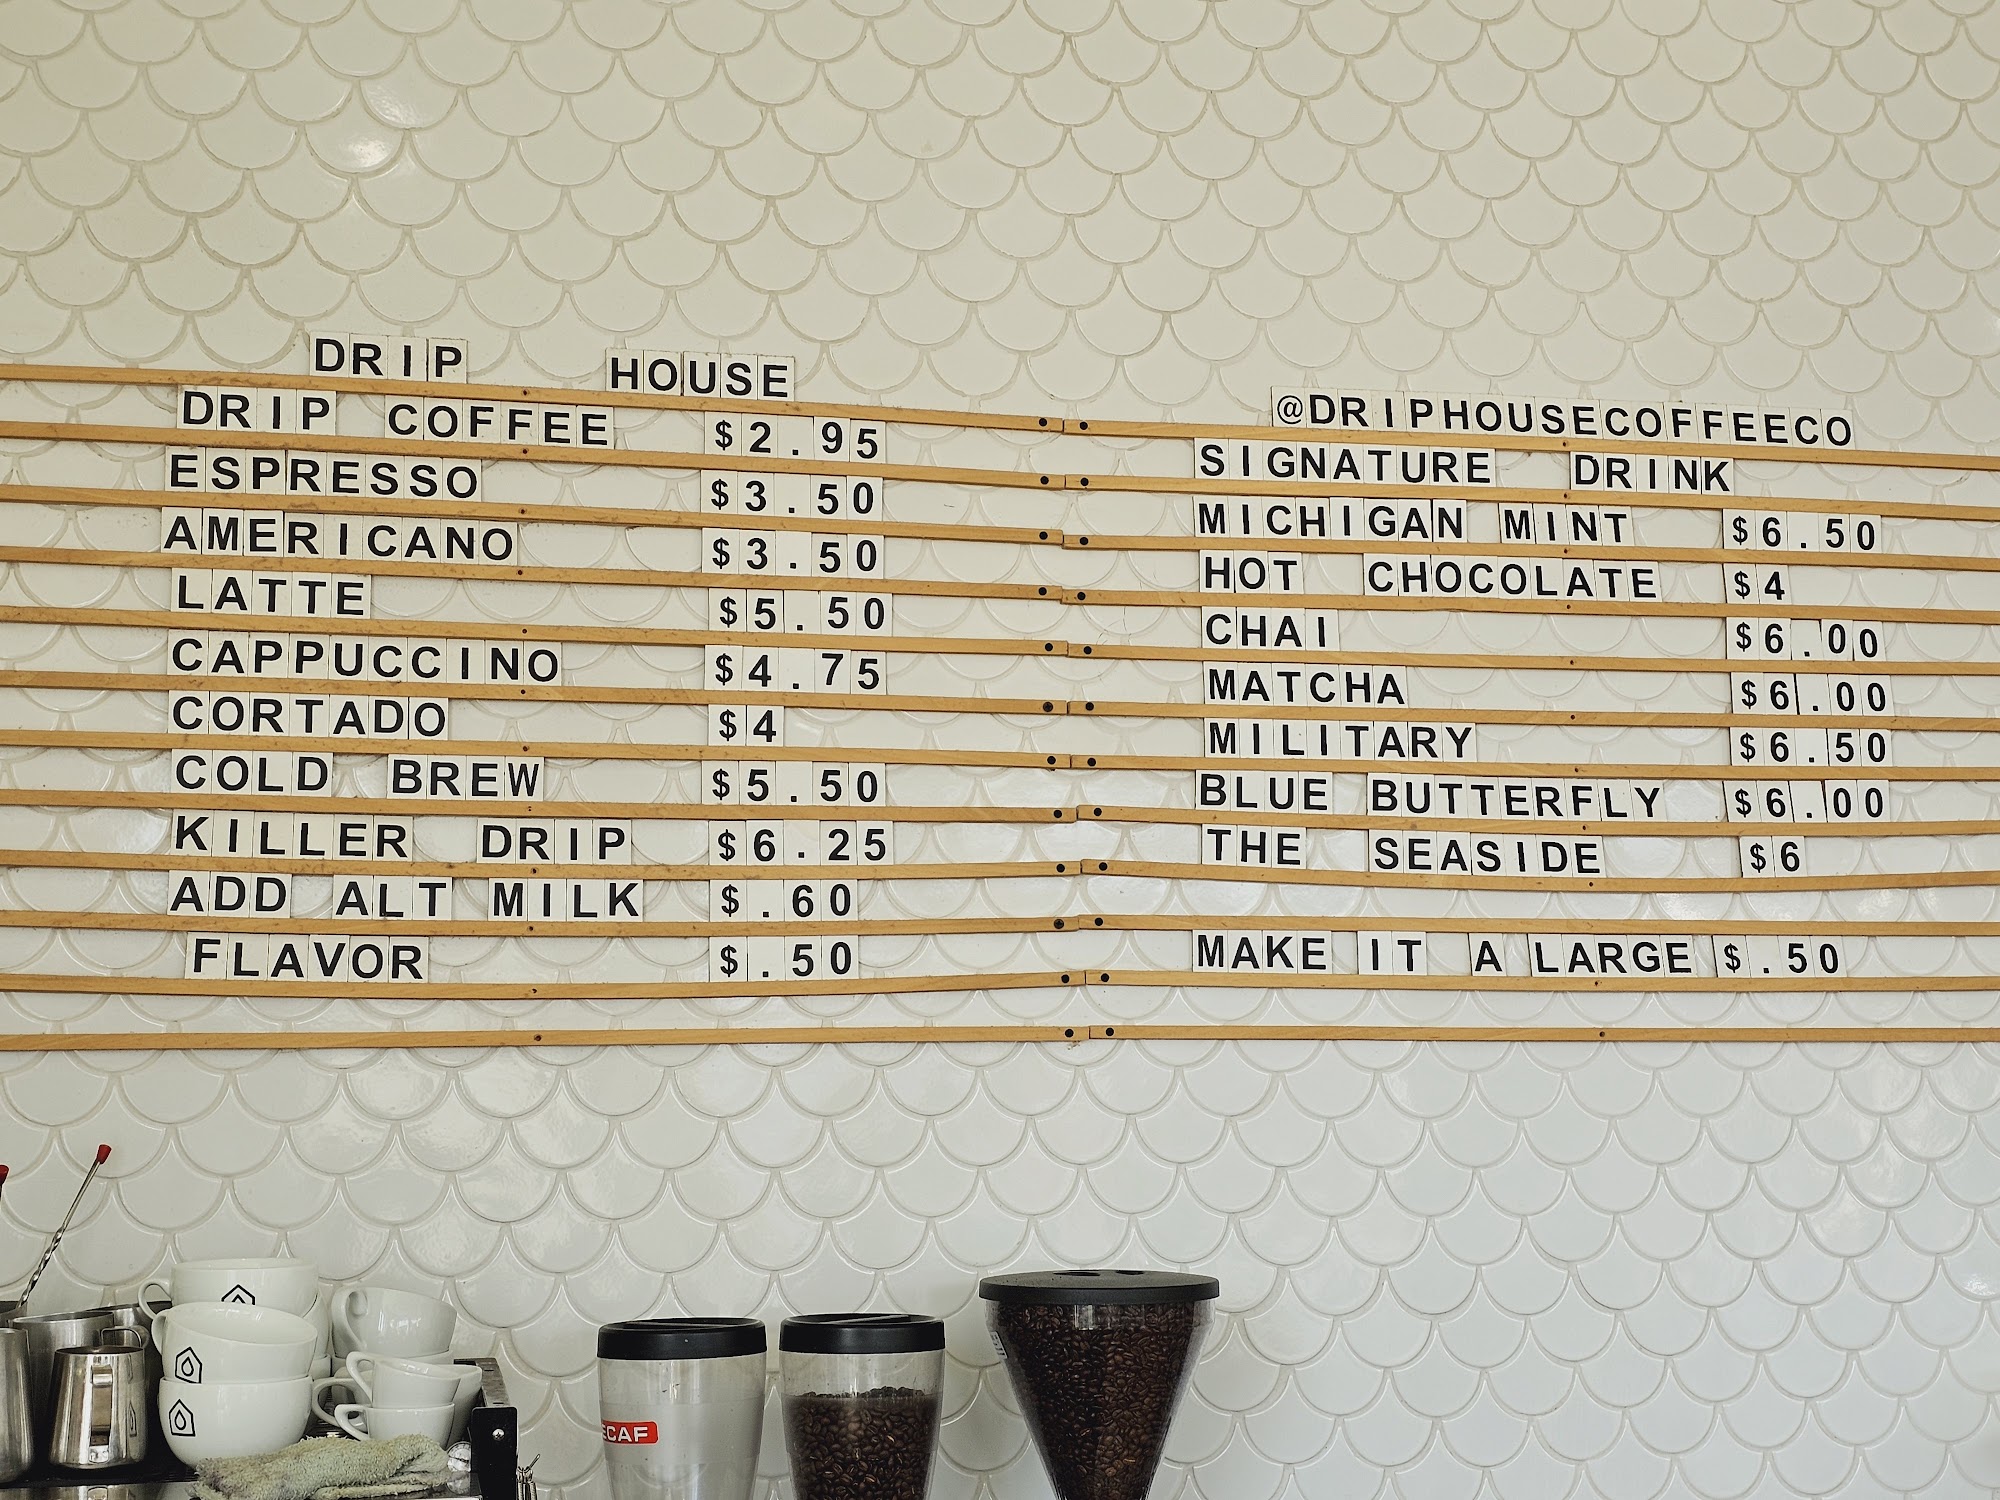 DRIP HOUSE
DRIP COFFEE $2.95
ESPRESSO $3.50
AMERICANO $3.50
LATTE $5.50
CAPPUCCINO $4.75
CORTADO $4
COLD BREW $5.50
KILLER DRIP $6.25
ADD ALT MILK $.60
FLAVOR $.50
@DRIPHOUSECOFFEECO
SIGNATURE DRINK
MICHIGAN MINT $6.50
HOT CHOCOLATE $4
CHAI $6.00
MATCHA $6.00
MILITARY $6.50
BLUE BUTTERFLY $6.00
THE SEASIDE $6
MAKE IT A LARGE $.50
ECAF